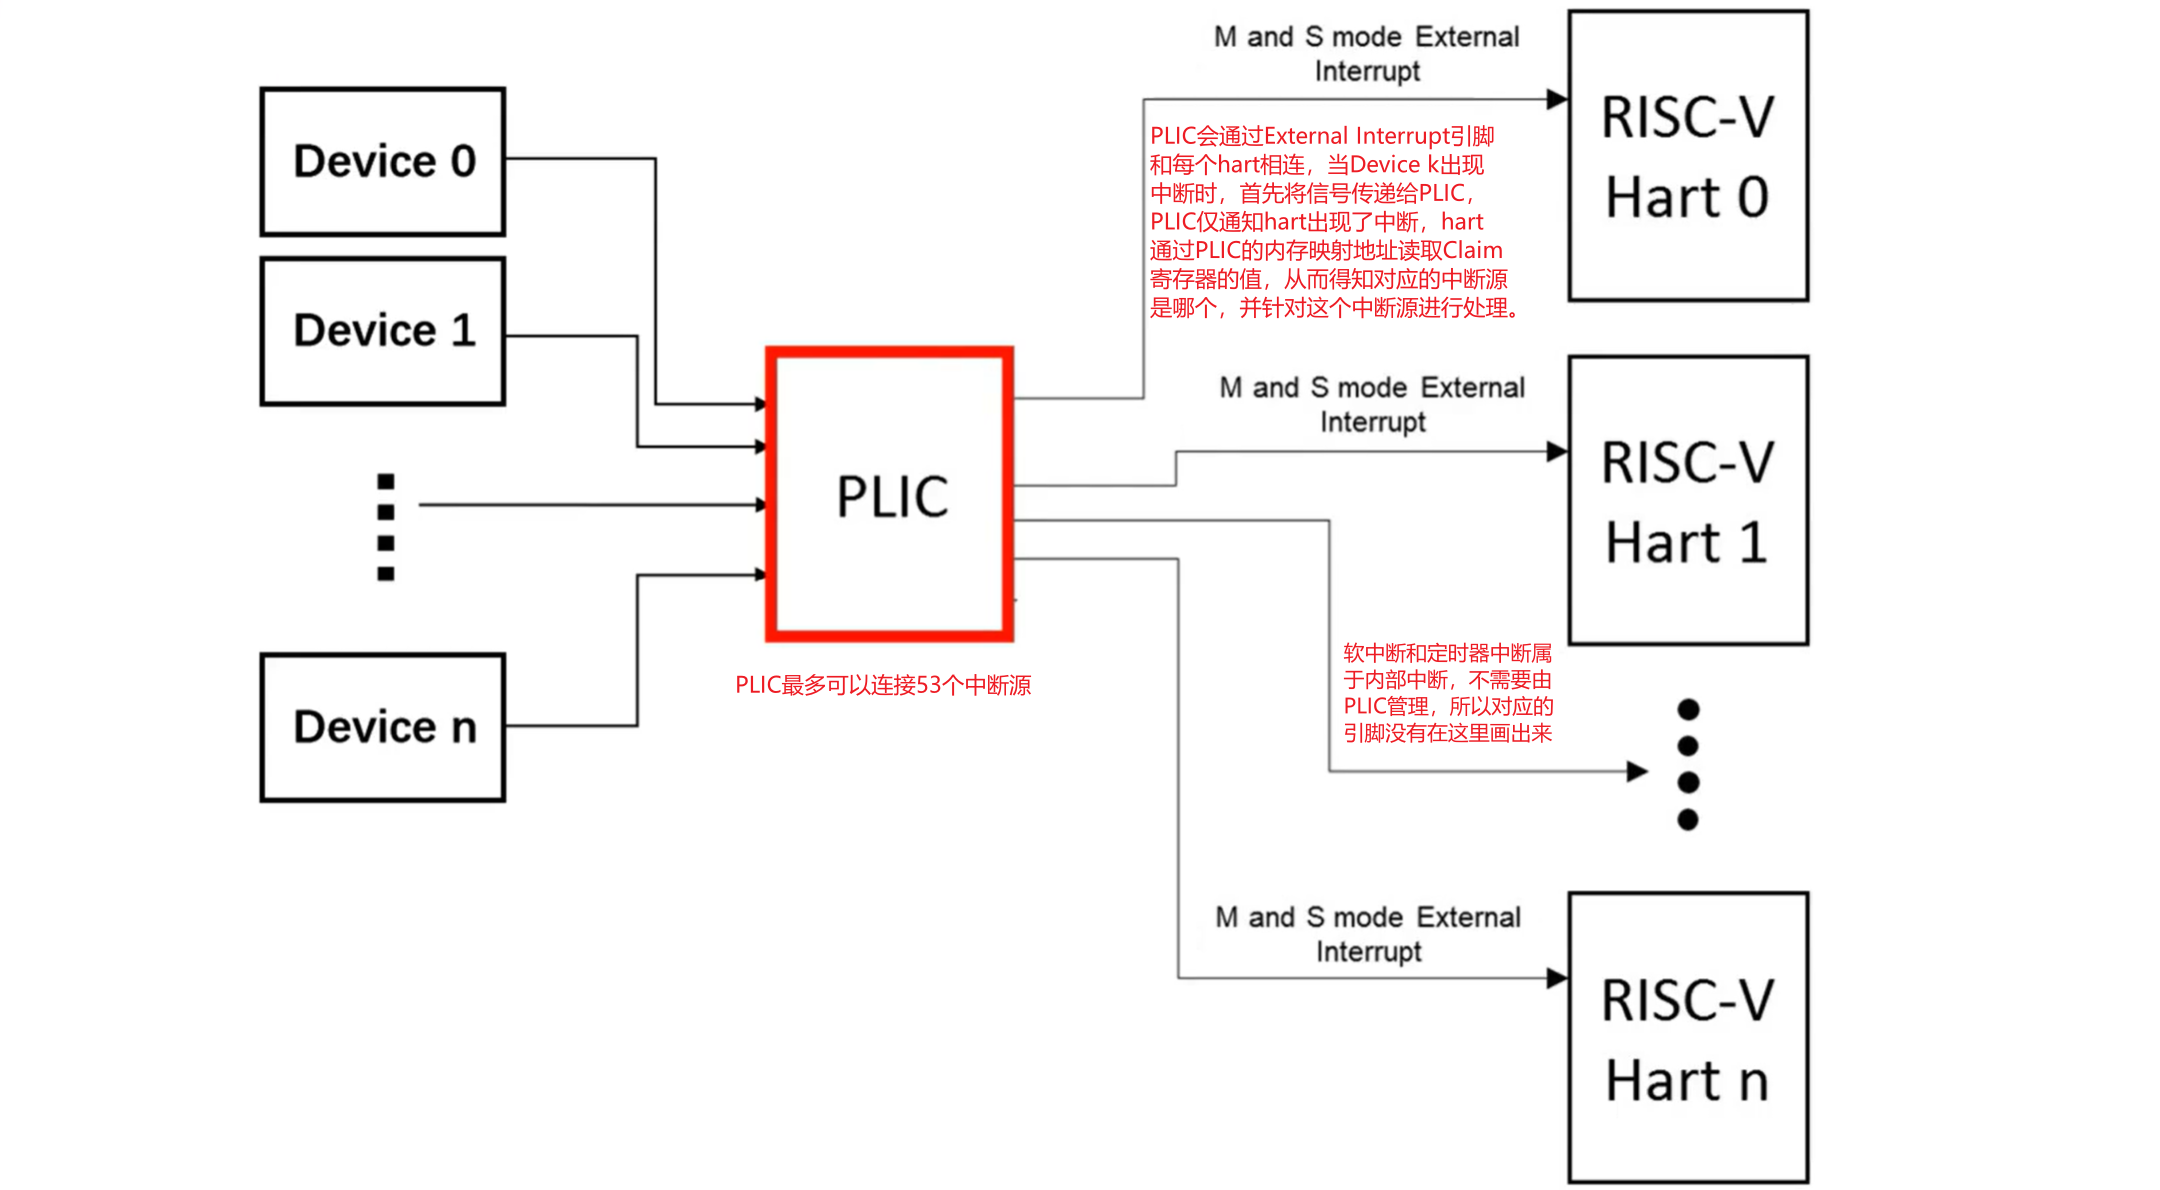 Device 0
Device 1
Device n
PLIC
PLIC最多可以连接53个中断源
M and S mode External
Interrupt
PLIC会通过External Interrupt引脚
和每个hart相连，当Device k出现
中断时，首先将信号传递给PLIC，
PLIC仅通知hart出现了中断，hart
通过PLIC的内存映射地址读取Claim
寄存器的值，从而得知对应的中断源
是哪个，并针对这个中断源进行处理。
RISC-V
Hart 0
M and S mode External
Interrupt
RISC-V
Hart 1
软中断和定时器中断属
于内部中断，不需要由
PLIC管理，所以对应的
引脚没有在这里画出来
M and S mode External
Interrupt
RISC-V
Hart n